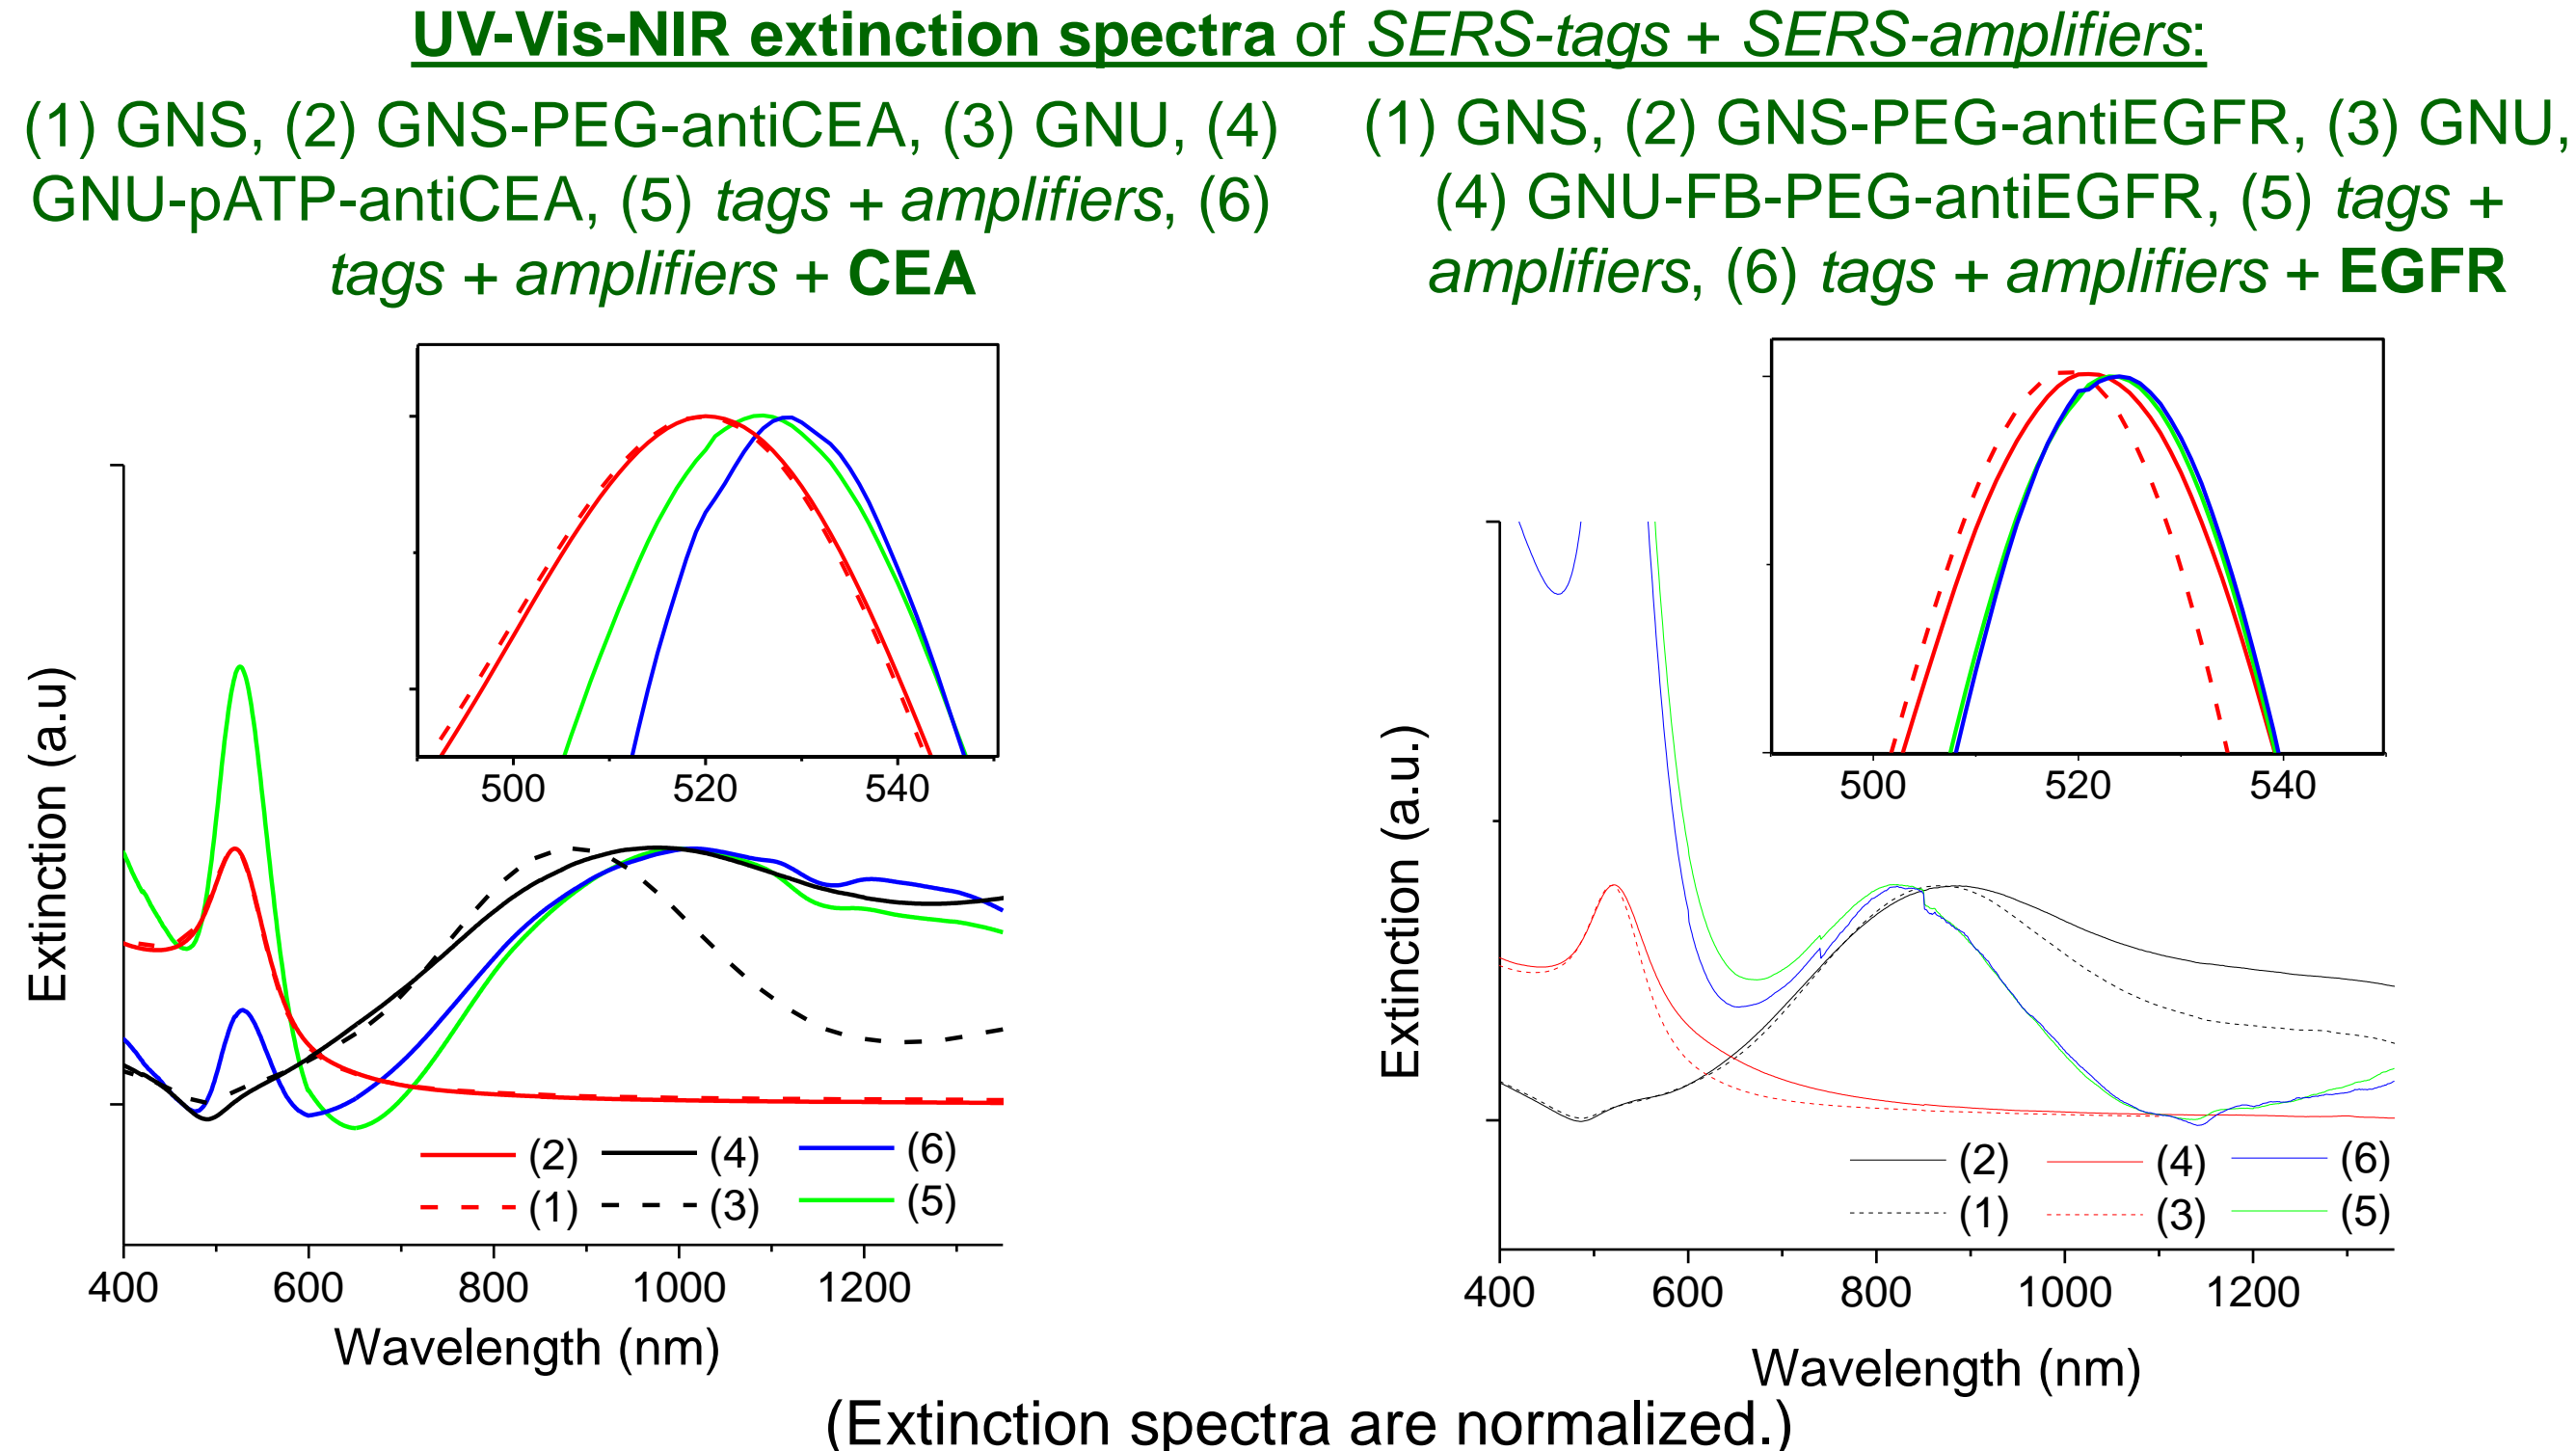 UV-Vis-NIR extinction spectra of SERS-tags + SERS-amplifiers:
(1) GNS, (2) GNS-PEG-antiCEA, (3) GNU, (4)
GNU-pATP-antiCEA, (5) tags + amplifiers, (6)
tags + amplifiers + CEA
(1) GNS, (2) GNS-PEG-antiEGFR, (3) GNU,
(4) GNU-FB-PEG-antiEGFR, (5) tags +
amplifiers, (6) tags + amplifiers + EGFR
500 520 540
Extinction (a.u)
(2) (4) (6)
(1) (3) (5)
400 600 800 1000 1200
Wavelength (nm)
500 520 540
Extinction (a.u.)
(2) (4) (6)
(1) (3) (5)
400 600 800 1000 1200
Wavelength (nm)
(Extinction spectra are normalized.)